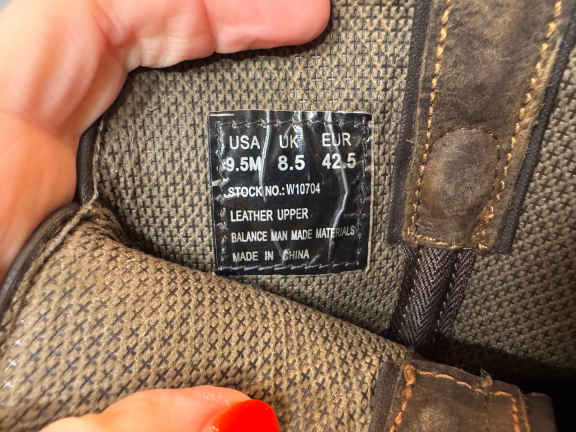 USA UK EUR
9.5M 8.5 42.5
STOCK NO.: W10704
LEATHER UPPER
BALANCE MAN MADE MATERIALS
MADE IN CHINA